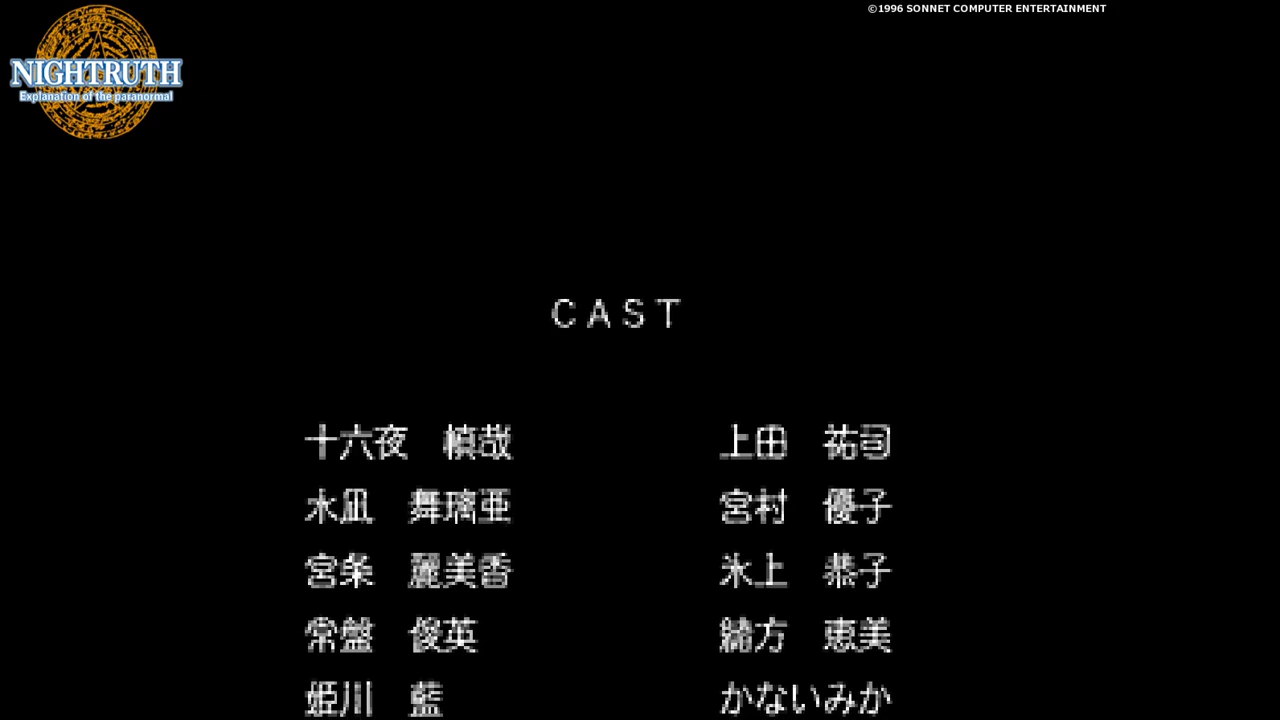 ©1996 SONNET COMPUTER ENTERTAINMENT
NIGHTRUTH
Explanation of the paranormal
CAST
十六夜 慎哉 上田 祐司
水凪 舞璃亜 宮村 優子
宮条 麗美香 氷上 恭子
常盤 俊英 緒方 恵美
姫川 藍 かないみか